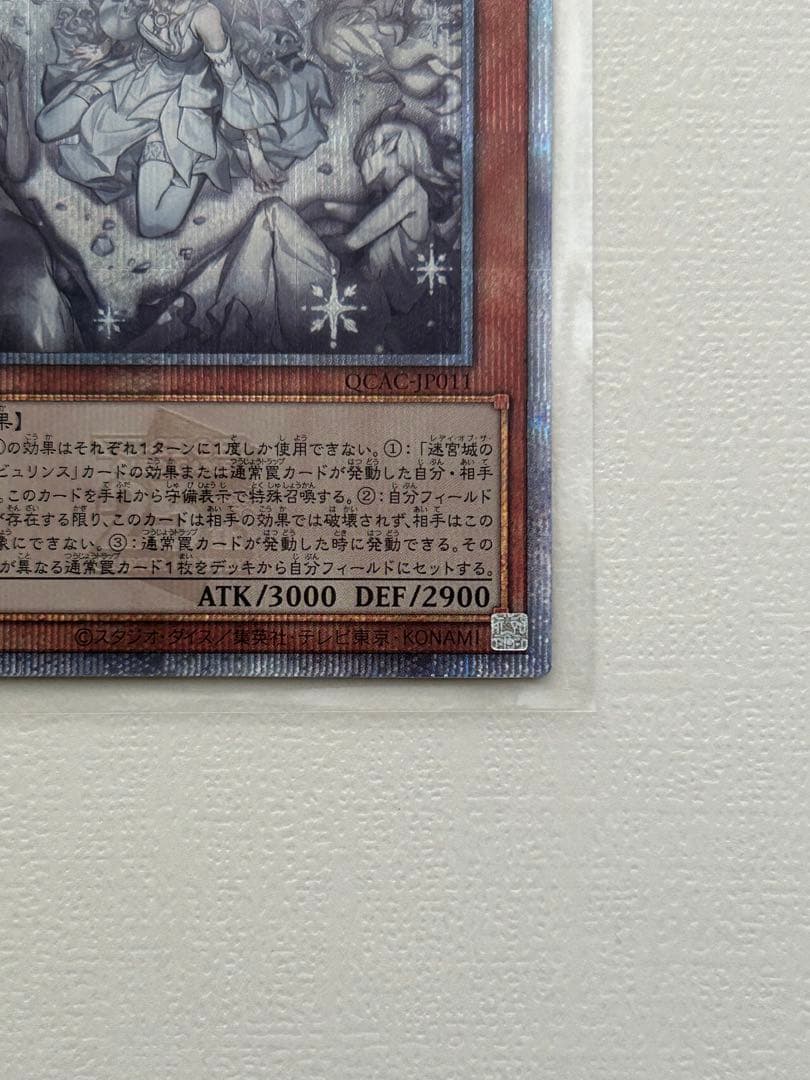 QCAC-JP011
果】
の効果はそれぞれ1ターンに1度しか使用できない。①：「迷宮城の
ビュリンス」カードの効果または通常罠カードが発動した自分・相手
。このカードを手札から守備表示で特殊召喚する。②：自分フィールド
が存在する限り、このカードは相手の効果では破壊されず、相手はこの
象にできない。③：通常罠カードが発動した時に発動できる。その
が異なる通常罠カード1枚をデッキから自分フィールドにセットする。
ATK/3000 DEF/2900
©スタジオ・ダイス／集英社・テレビ東京・KONAMI